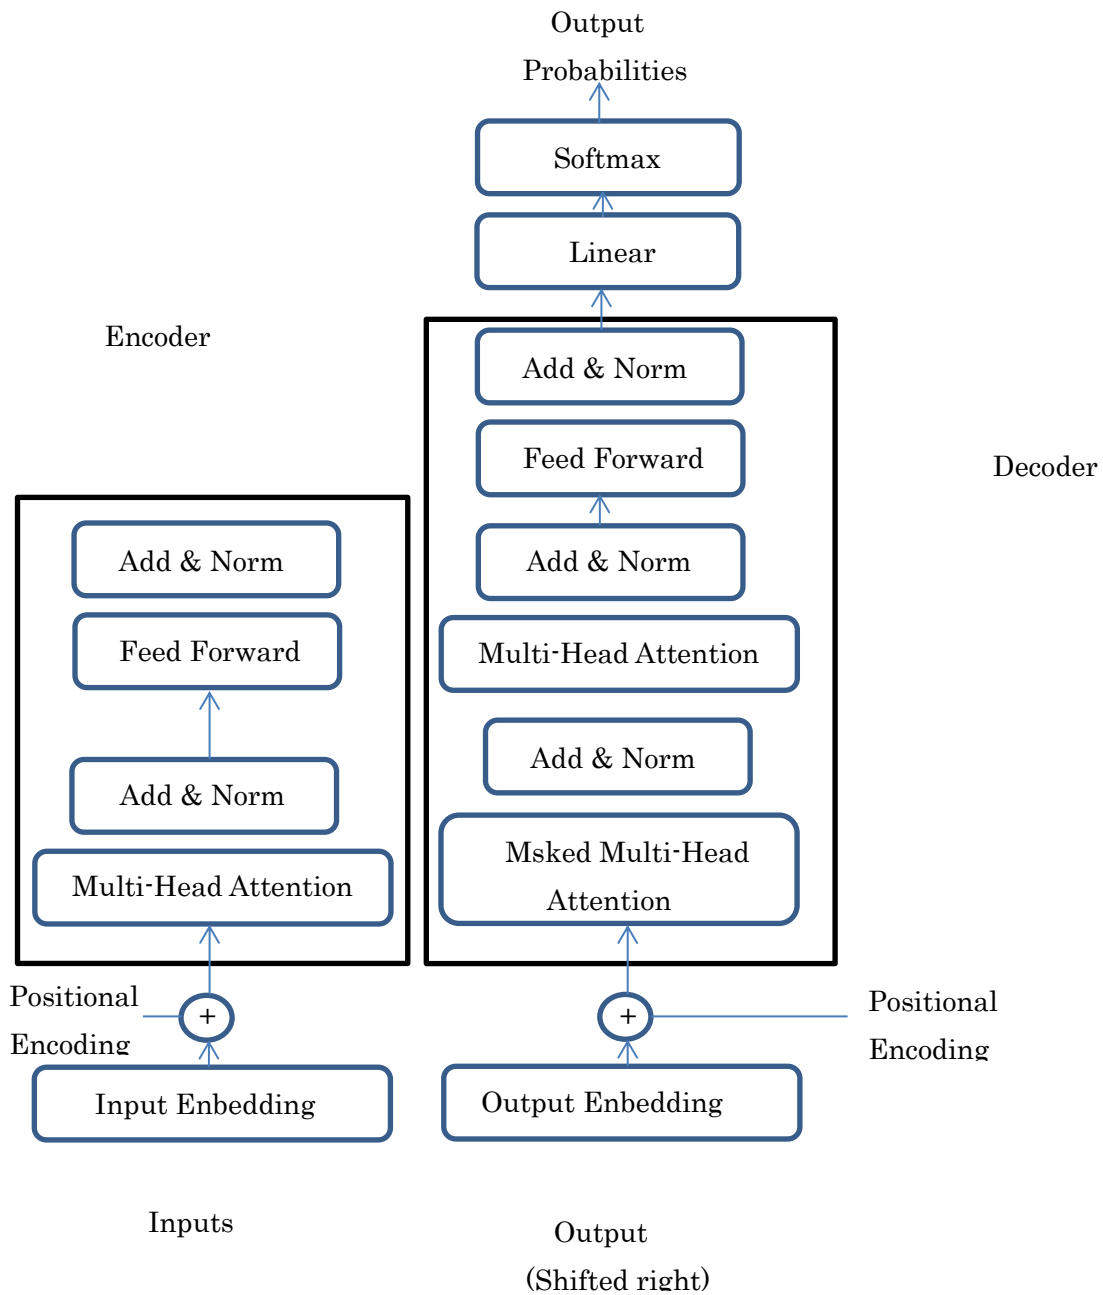 Output
Probabilities
Softmax
Linear
Encoder
Add & Norm
Feed Forward
Decoder
Add & Norm
Multi-Head Attention
Add & Norm
Msked Multi-Head
Attention
Add & Norm
Feed Forward
Add & Norm
Multi-Head Attention
Positional
Encoding
+
+
Positional
Encoding
Input Enbedding
Output Enbedding
Inputs
Output
(Shifted right)